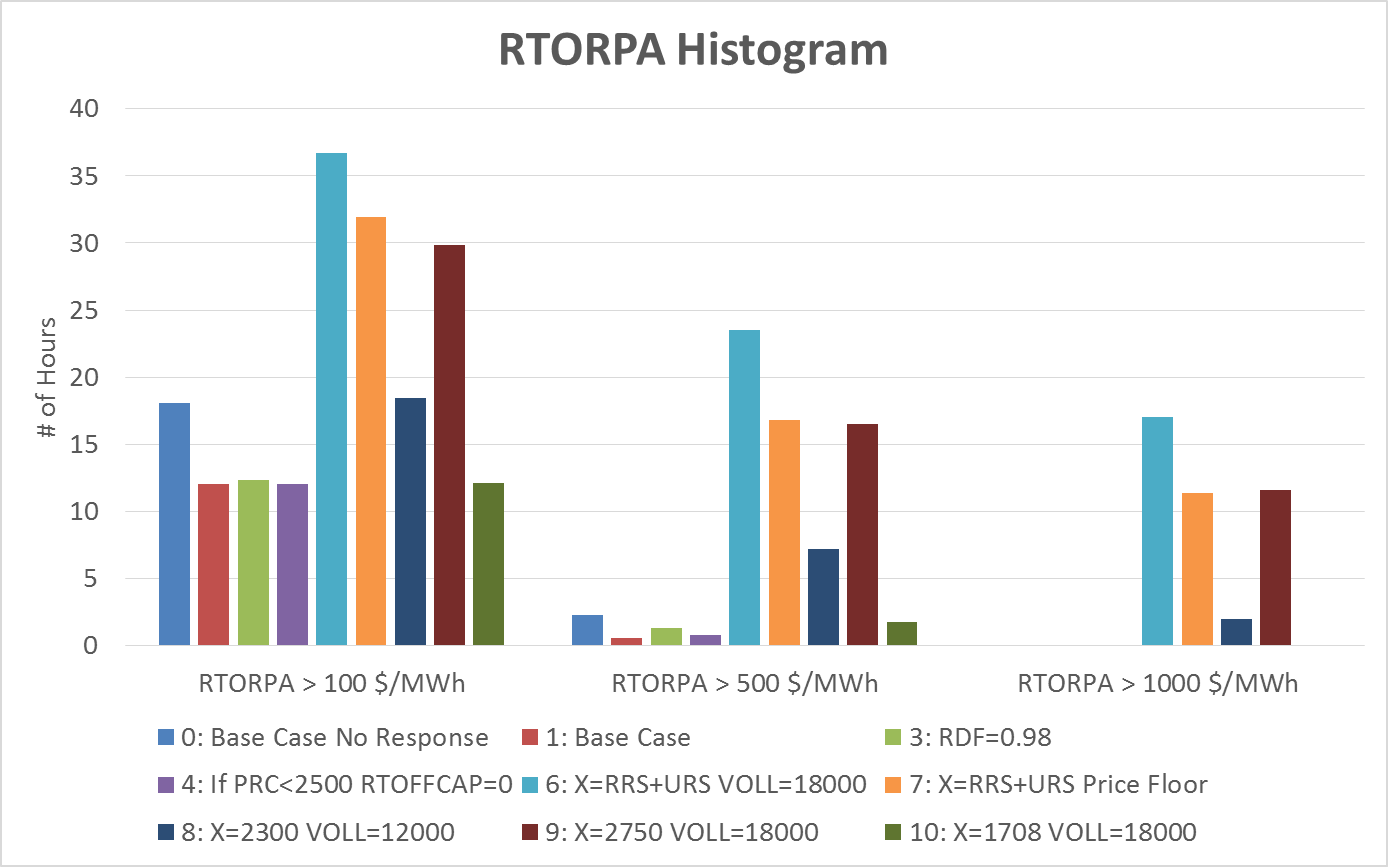 RTORPA Histogram
40
35
30
25
20
15
10
5
0
# of Hours
RTORPA > 100 $/MWh RTORPA > 500 $/MWh RTORPA > 1000 $/MWh
0: Base Case No Response 1: Base Case 3: RDF=0.98
4: If PRC<2500 RTOFFCAP=0 6: X=RRS+URS VOLL=18000 7: X=RRS+URS Price Floor
8: X=2300 VOLL=12000 9: X=2750 VOLL=18000 10: X=1708 VOLL=18000